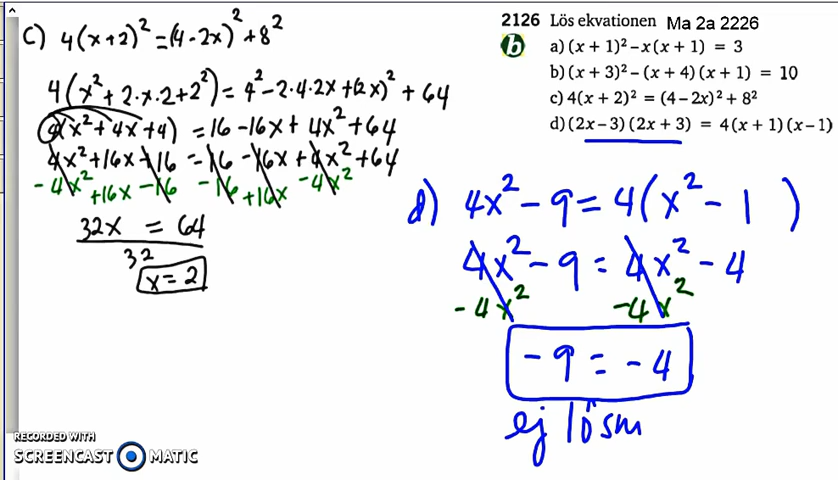 C) 4(x+2)² = (4-2x)² + 8²
4(x² + 2·x·2 + 2²) = 4² - 2·4·2x + (2x)² + 64
4(x² + 4x + 4) = 16 - 16x + 4x² + 64
4x² + 16x + 16 = 16 - 16x + 4x² + 64
- 4x² + 16x - 16 - 16 + 16x - 4x²
32x = 64
32
x = 2
2126 Lös ekvationen Ma 2a 2226
b
a) (x + 1)² – x(x + 1) = 3
b) (x + 3)² – (x + 4)(x + 1) = 10
c) 4(x + 2)² = (4 – 2x)² + 8²
d) (2x – 3)(2x + 3) = 4(x + 1)(x – 1)
d) 4x² - 9 = 4(x² - 1 )
4x² - 9 = 4x² - 4
- 4x² - 4x²
- 9 = - 4
ej lösm
RECORDED WITH
SCREENCAST MATIC